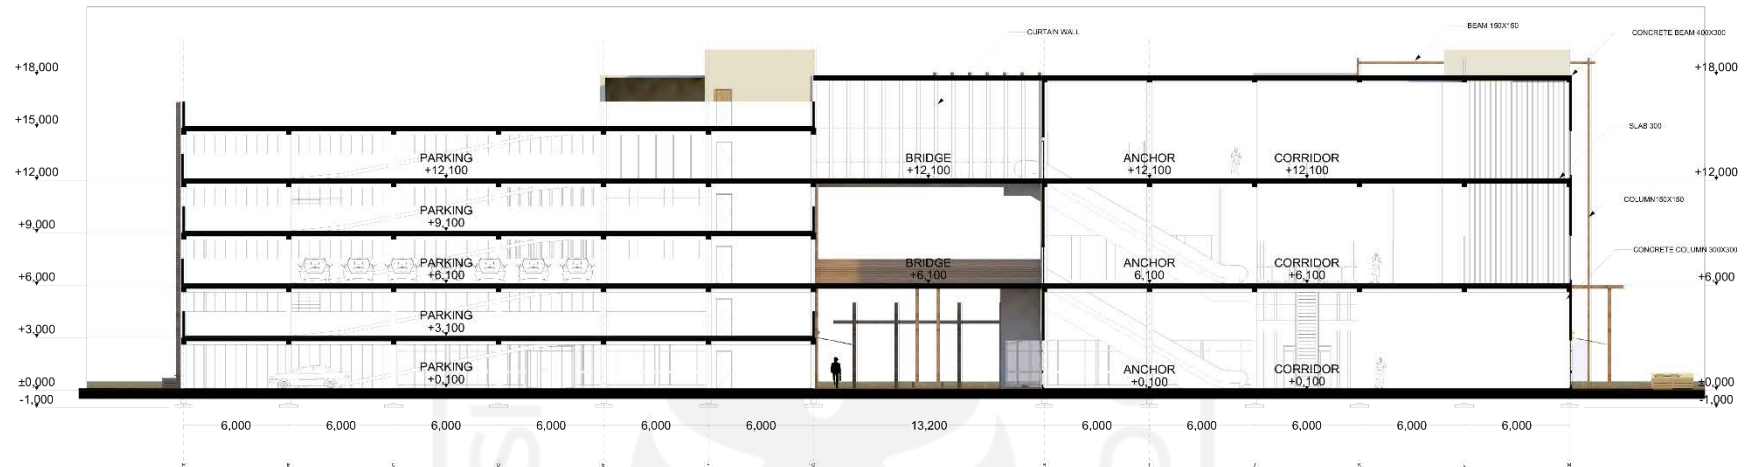 BEAM 150X150
CURTAIN WALL
CONCRETE BEAM 400X300
+18,000
+18,000
+15,000
SLAB 300
PARKING
+12,100
BRIDGE
+12,100
ANCHOR
+12,100
CORRIDOR
+12,100
+12,000
+12,000
COLUMN150X150
PARKING
+9,100
+9,000
CONCRETE COLUMN 300X300
PARKING
+6,100
BRIDGE
+6,100
ANCHOR
6,100
CORRIDOR
+6,100
+6,000
+6,000
PARKING
+3,100
+3,000
PARKING
+0,100
ANCHOR
+0,100
CORRIDOR
+0,100
±0,000
±0,000
-1,000
-1,000
6,000 6,000 6,000 6,000 6,000 6,000 13,200 6,000 6,000 6,000 6,000 6,000